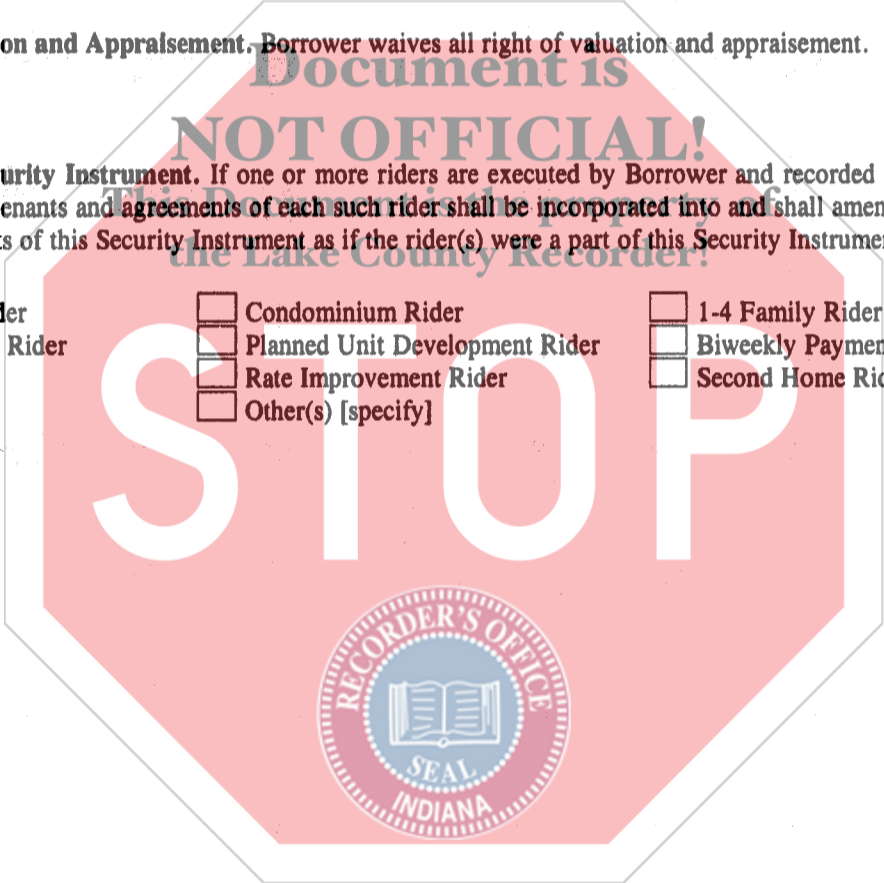 on and Appraisement. Borrower waives all right of valuation and appraisement.
Document is
NOT OFFICIAL!
urity Instrument. If one or more riders are executed by Borrower and recorded
This Document is the property of
enants and agreements of each such rider shall be incorporated into and shall amen
s of this Security Instrument as if the rider(s) were a part of this Security Instrume
the Lake County Recorder!
der Condominium Rider 1-4 Family Rider
Rider Planned Unit Development Rider Biweekly Paymen
Rate Improvement Rider Second Home Rid
Other(s) [specify]
STOP
RECORDER'S OFFICE
SEAL
INDIANA